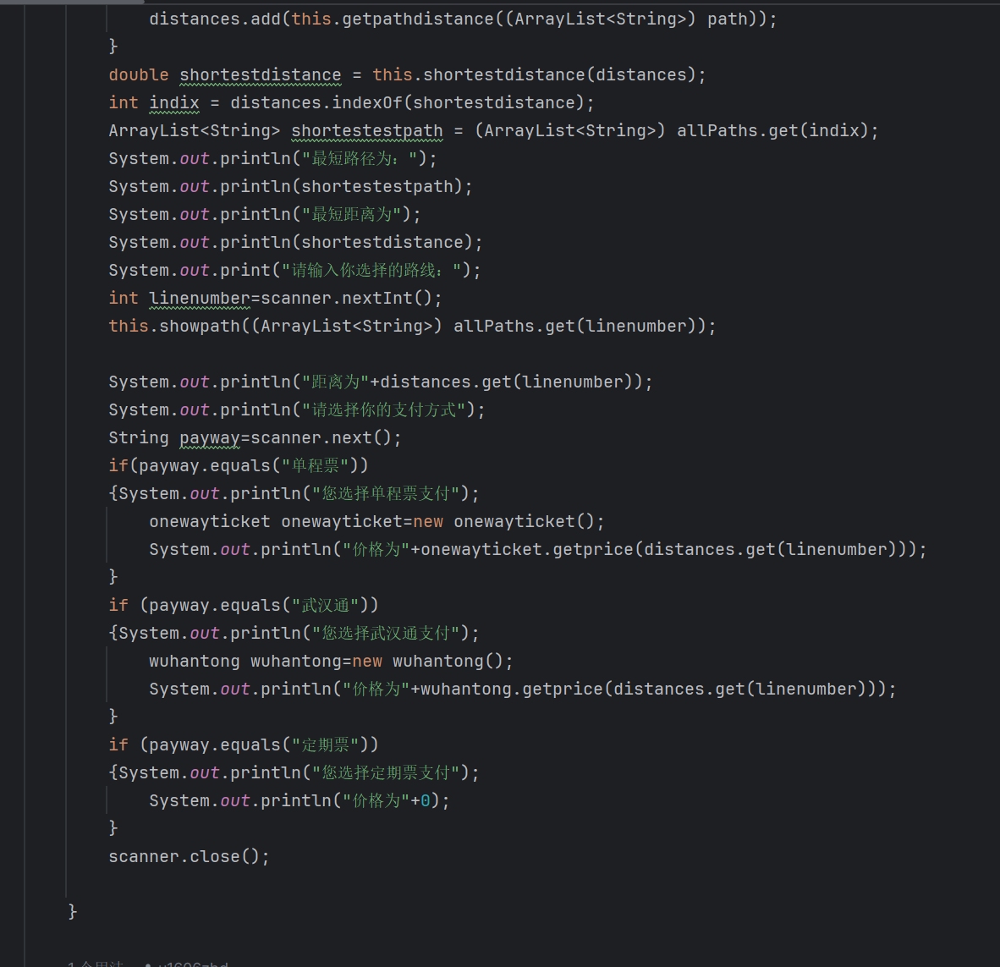 distances.add(this.getpathdistance((ArrayList<String>) path));
}
double shortestdistance = this.shortestdistance(distances);
int indix = distances.indexOf(shortestdistance);
ArrayList<String> shortestestpath = (ArrayList<String>) allPaths.get(indix);
System.out.println("最短路径为：");
System.out.println(shortestestpath);
System.out.println("最短距离为");
System.out.println(shortestdistance);
System.out.print("请输入你选择的路线：");
int linenumber=scanner.nextInt();
this.showpath((ArrayList<String>) allPaths.get(linenumber));
System.out.println("距离为"+distances.get(linenumber));
System.out.println("请选择你的支付方式");
String payway=scanner.next();
if(payway.equals("单程票"))
{System.out.println("您选择单程票支付");
onewayticket onewayticket=new onewayticket();
System.out.println("价格为"+onewayticket.getprice(distances.get(linenumber)));
}
if (payway.equals("武汉通"))
{System.out.println("您选择武汉通支付");
wuhantong wuhantong=new wuhantong();
System.out.println("价格为"+wuhantong.getprice(distances.get(linenumber)));
}
if (payway.equals("定期票"))
{System.out.println("您选择定期票支付");
System.out.println("价格为"+0);
}
scanner.close();
}